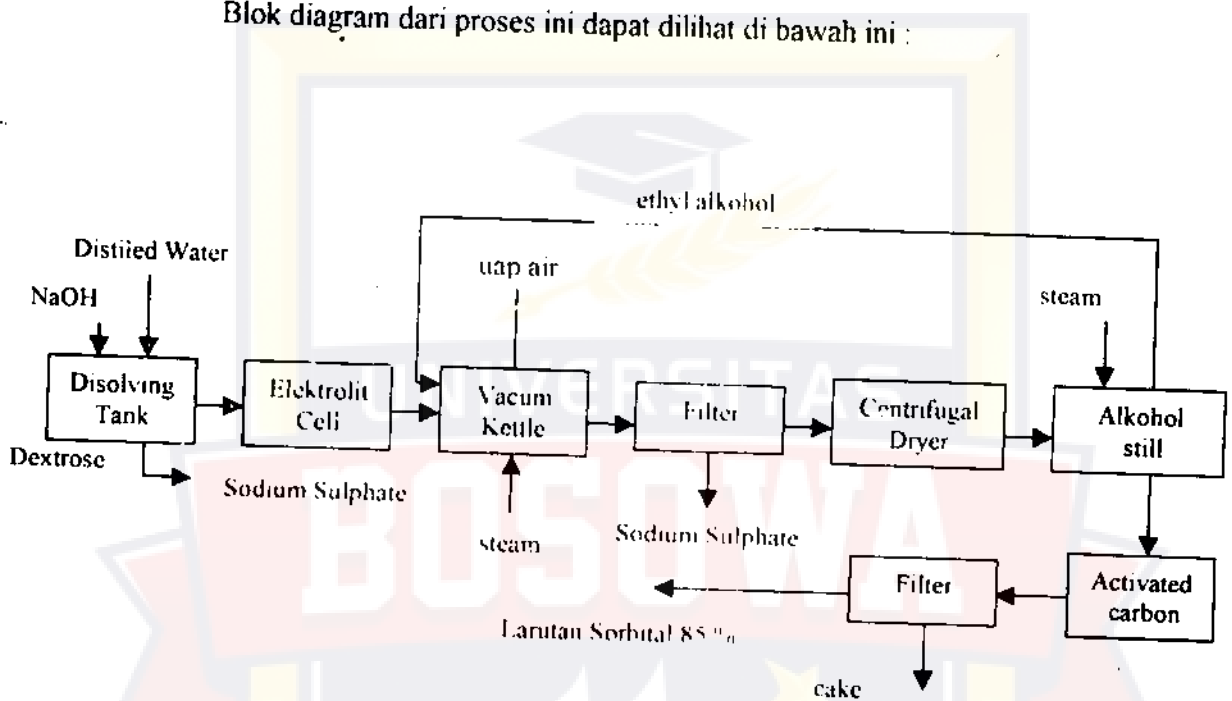 Blok diagram dari proses ini dapat dilihat di bawah ini :
ethyl alkohol
Distiled Water
uap air
NaOH
steam
Disolving
Tank
Elektrolit
Cell
Vacum
Kettle
Filter
Centrifugal
Dryer
Alkohol
still
Dextrose
Sodium Sulphate
steam
Sodium Sulphate
Filter
Activated
carbon
Larutan Sorbital 85 %
cake
UNIVERSITAS
BOSOWA